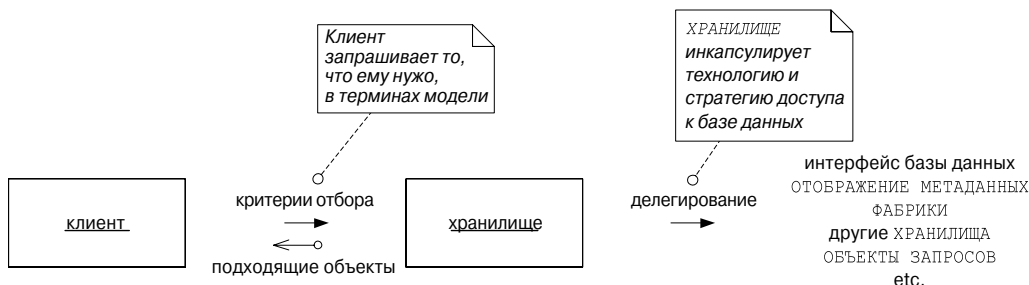 Клиент
запрашивает то,
что ему нужо,
в терминах модели
ХРАНИЛИЩЕ
инкапсулирует
технологию и
стратегию доступа
к базе данных
клиент
критерии отбора
подходящие объекты
хранилище
делегирование
интерфейс базы данных
ОТОБРАЖЕНИЕ МЕТАДАННЫХ
ФАБРИКИ
другие ХРАНИЛИЩА
ОБЪЕКТЫ ЗАПРОСОВ
etc.